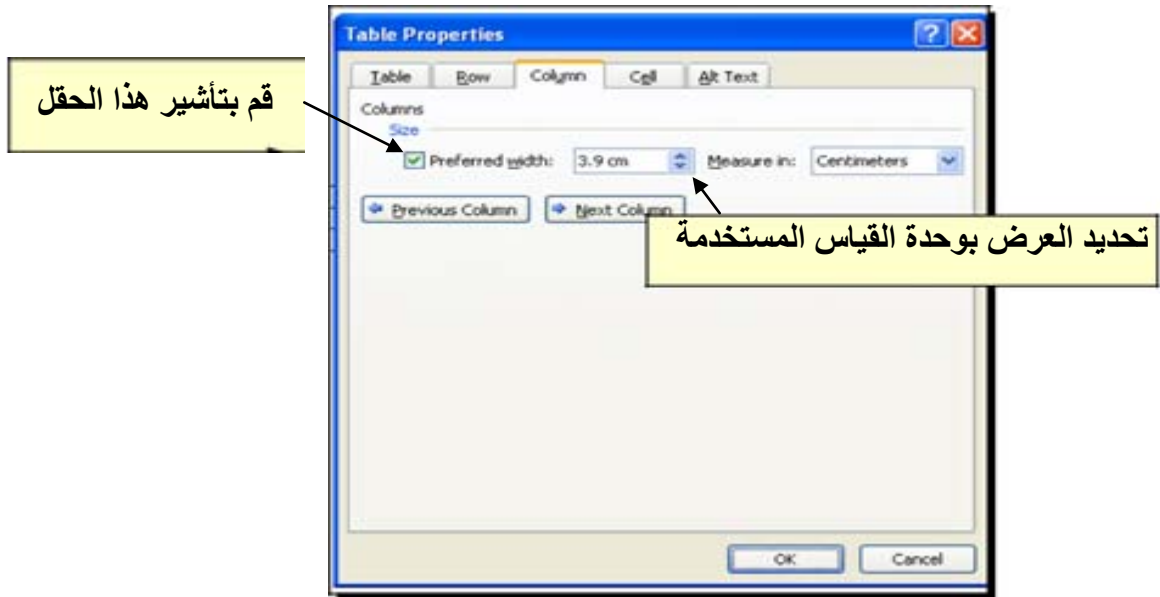 Table Properties
Table Row Column Cell Alt Text
قم بتأشير هذا الحقل
Columns
Size
Preferred width: 3.9 cm Measure in: Centimeters
Previous Column Next Column
تحديد العرض بوحدة القياس المستخدمة
OK Cancel